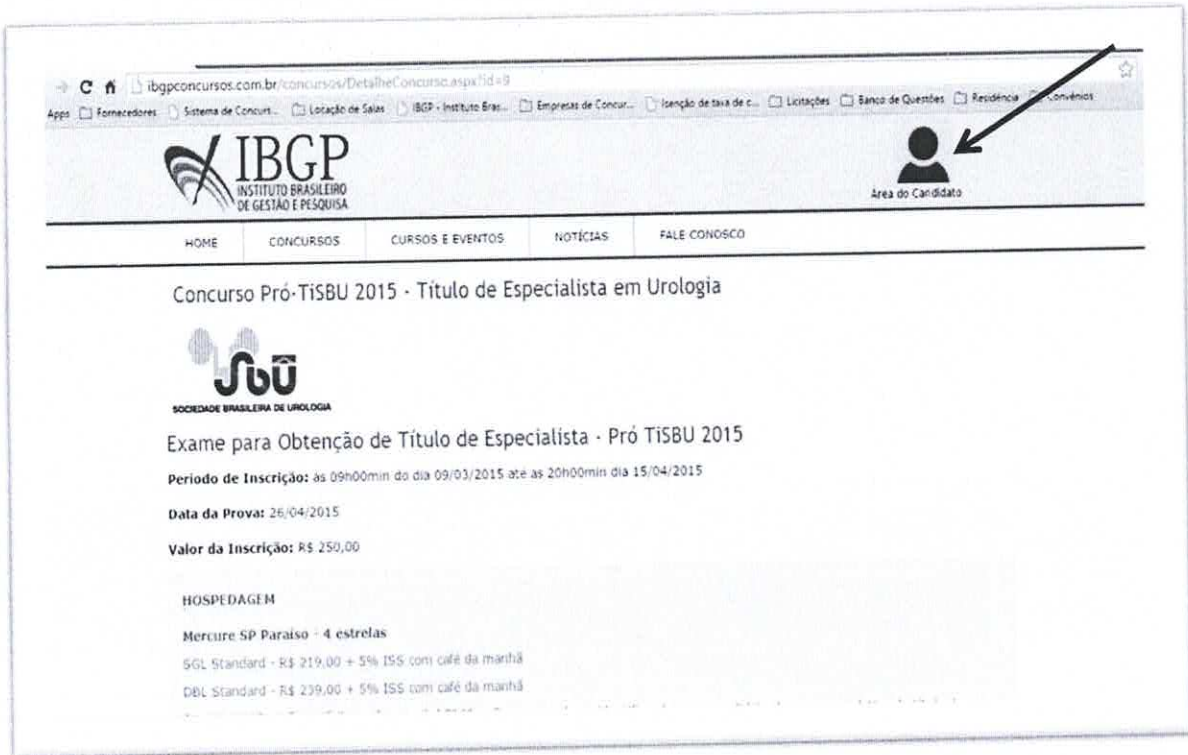 ibgpconcursos.com.br/concursos/DetalheConcurso.aspx?id=9
Apps Fornecedores Sistema de Concurs... Locação de Salas IBGP - Instituto Bras... Empresas de Concur... Isenção de taxa de c... Licitações Banco de Questões Residência Convênios
IBGP
INSTITUTO BRASILEIRO
DE GESTÃO E PESQUISA
Área do Candidato
HOME CONCURSOS CURSOS E EVENTOS NOTÍCIAS FALE CONOSCO
Concurso Pró-TiSBU 2015 - Título de Especialista em Urologia
SBU
SOCIEDADE BRASILEIRA DE UROLOGIA
Exame para Obtenção de Título de Especialista - Pró TiSBU 2015
Período de Inscrição: às 09h00min do dia 09/03/2015 até as 20h00min dia 15/04/2015
Data da Prova: 26/04/2015
Valor da Inscrição: R$ 250,00
HOSPEDAGEM
Mercure SP Paraíso - 4 estrelas
SGL Standard - R$ 219,00 + 5% ISS com café da manhã
DBL Standard - R$ 239,00 + 5% ISS com café da manhã